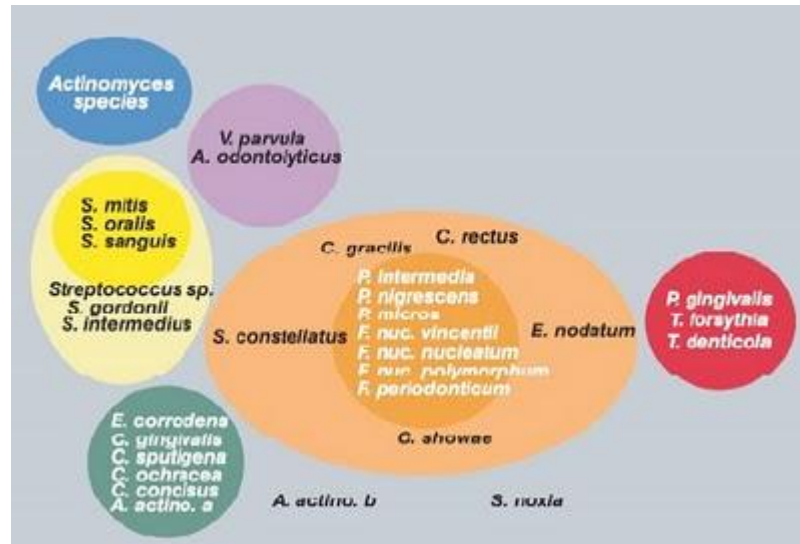 Actinomyces
species
V. parvula
A. odontolyticus
S. mitis
S. oralis
S. sanguis
Streptococcus sp.
S. gordonii
S. intermedius
C. gracilis
C. rectus
P. intermedia
P. nigrescens
P. micros
F. nuc. vincentii
F. nuc. nucleatum
F. nuc. polymorphum
F. periodonticum
S. constellatus
E. nodatum
C. showae
P. gingivalis
T. forsythia
T. denticola
E. corrodens
C. gingivalis
C. sputigena
C. ochracea
C. concisus
A. actino. a
A. actino. b
S. noxia